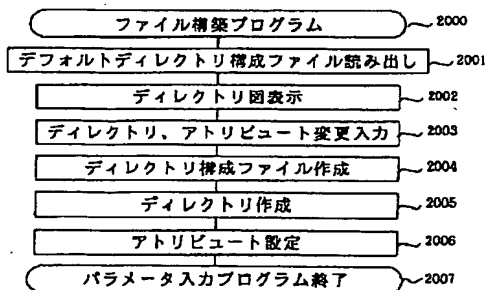 ファイル構築プログラム 2000
デフォルトディレクトリ構成ファイル読み出し 2001
ディレクトリ図表示 2002
ディレクトリ、アトリビュート変更入力 2003
ディレクトリ構成ファイル作成 2004
ディレクトリ作成 2005
アトリビュート設定 2006
パラメータ入力プログラム終了 2007